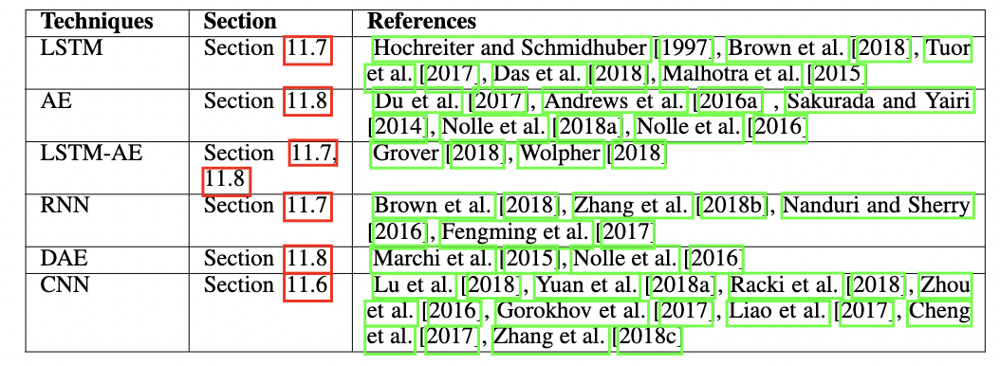 Techniques Section References
LSTM Section 11.7 Hochreiter and Schmidhuber [1997], Brown et al. [2018], Tuor
et al. [2017], Das et al. [2018], Malhotra et al. [2015]
AE Section 11.8 Du et al. [2017], Andrews et al. [2016a] , Sakurada and Yairi
[2014], Nolle et al. [2018a], Nolle et al. [2016]
LSTM-AE Section 11.7, Grover [2018], Wolpher [2018]
11.8
RNN Section 11.7 Brown et al. [2018], Zhang et al. [2018b], Nanduri and Sherry
[2016], Fengming et al. [2017]
DAE Section 11.8 Marchi et al. [2015], Nolle et al. [2016]
CNN Section 11.6 Lu et al. [2018], Yuan et al. [2018a], Racki et al. [2018], Zhou
et al. [2016], Gorokhov et al. [2017], Liao et al. [2017], Cheng
et al. [2017], Zhang et al. [2018c]